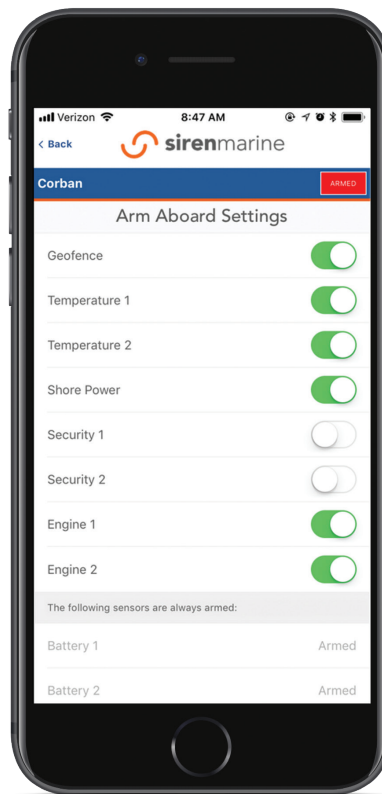 Verizon 8:47 AM
< Back sirenmarine
Corban ARMED
Arm Aboard Settings
Geofence
Temperature 1
Temperature 2
Shore Power
Security 1
Security 2
Engine 1
Engine 2
The following sensors are always armed:
Battery 1 Armed
Battery 2 Armed